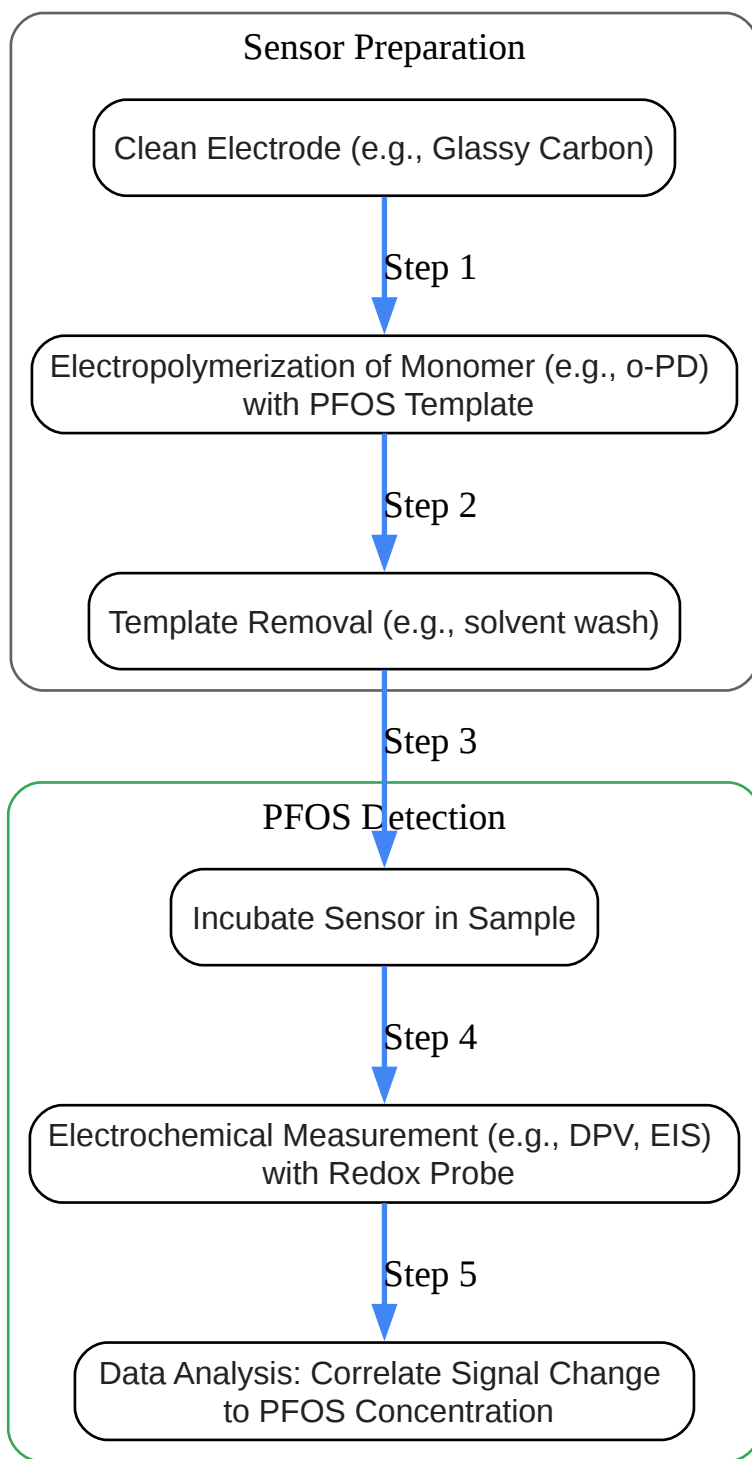 Sensor Preparation
Clean Electrode (e.g., Glassy Carbon)
Step 1
Electropolymerization of Monomer (e.g., o-PD)
with PFOS Template
Step 2
Template Removal (e.g., solvent wash)
Step 3
PFOS Detection
Incubate Sensor in Sample
Step 4
Electrochemical Measurement (e.g., DPV, EIS)
with Redox Probe
Step 5
Data Analysis: Correlate Signal Change
to PFOS Concentration